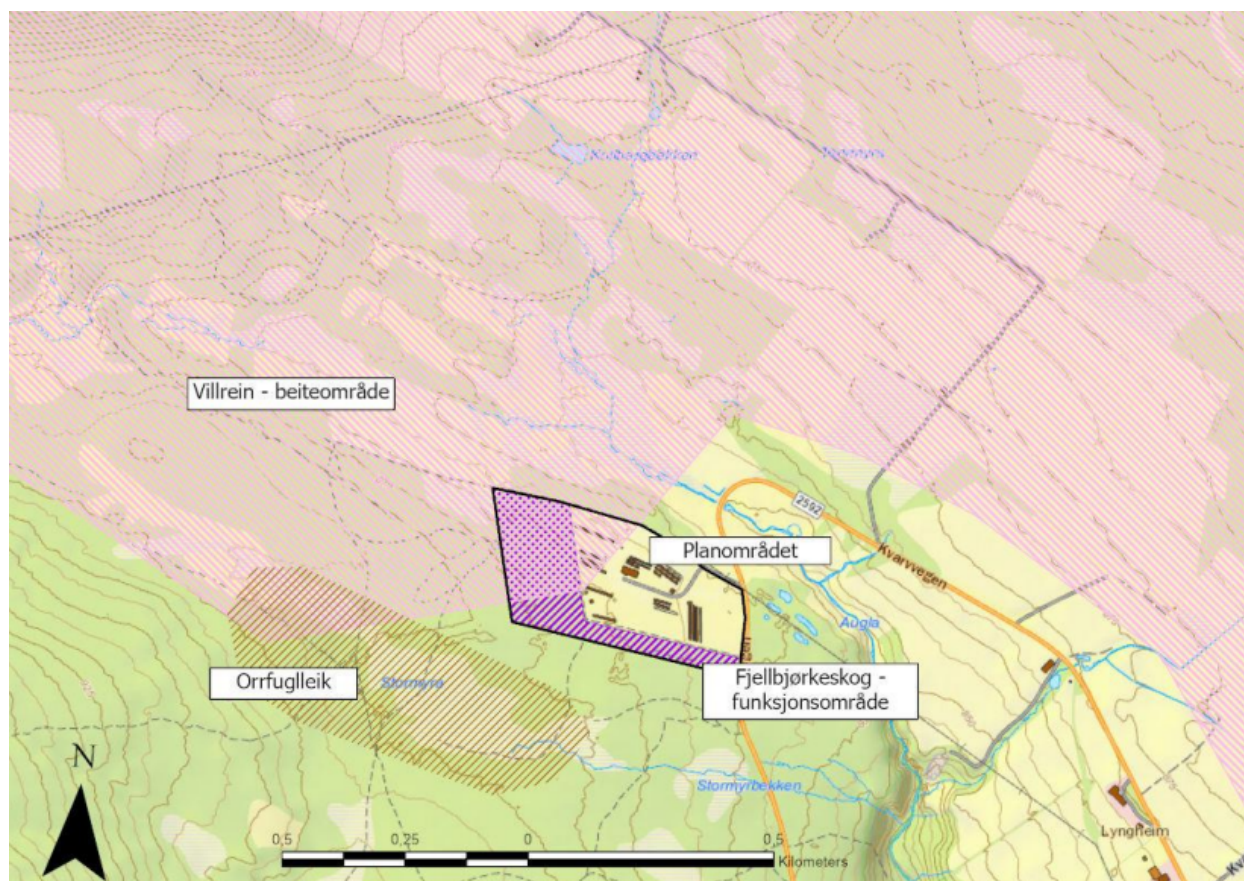 Villrein - beiteområde
2592
Kvarvvegen
Planområdet
Augla
Fjellbjørkeskog -
funksjonsområde
Orrfuglleik
Stormyra
Stormyrbekken
Lyngheim
N
0,5
0,25
0
0,5
Kilometers